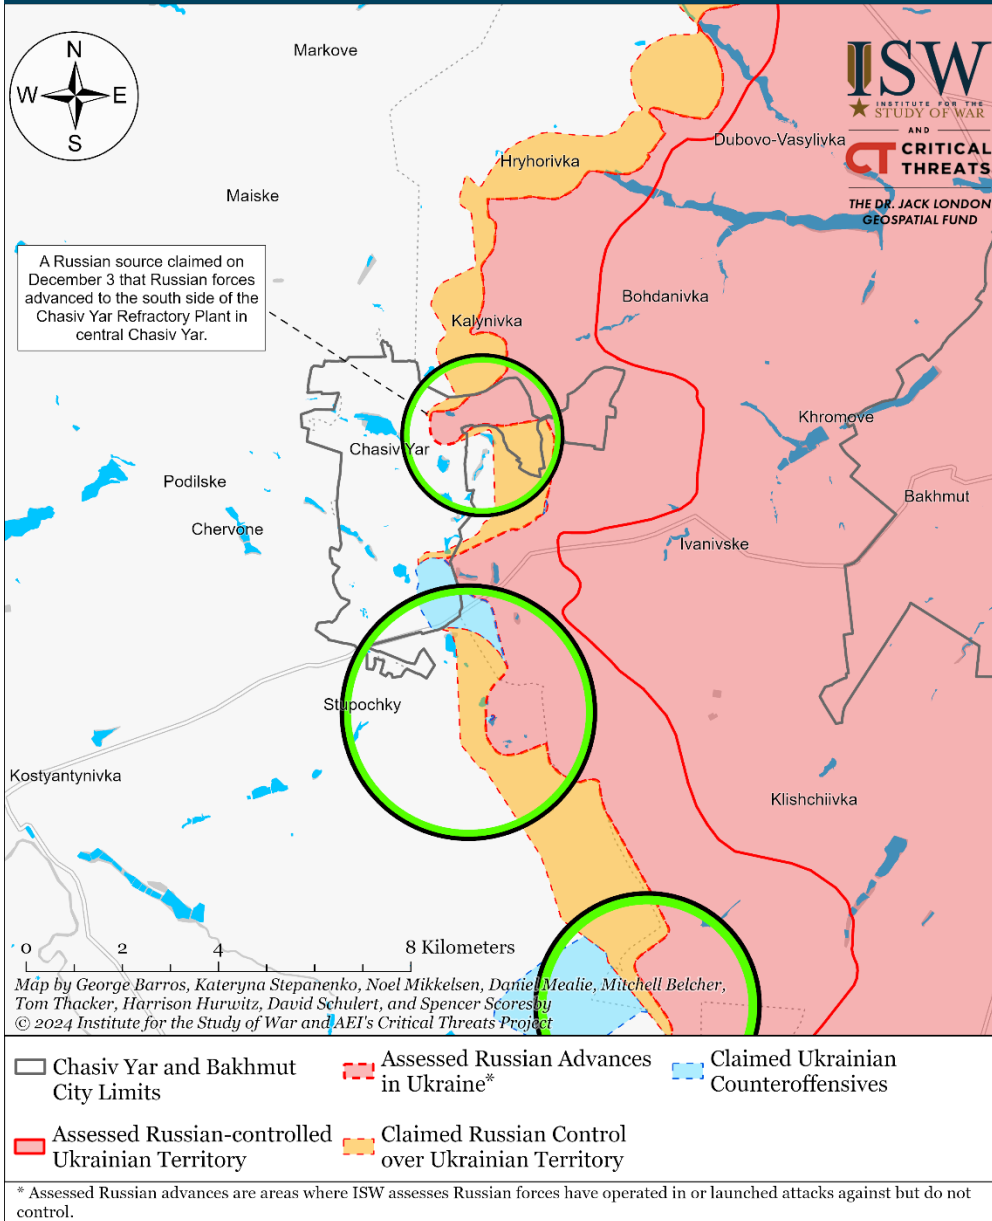 N
W
E
S
Markove
ISW
INSTITUTE FOR THE
STUDY OF WAR
AND
CT CRITICAL
THREATS
THE DR. JACK LONDON
GEOSPATIAL FUND
Dubovo-Vasylivka
Hryhorivka
Maiske
A Russian source claimed on
December 3 that Russian forces
advanced to the south side of the
Chasiv Yar Refractory Plant in
central Chasiv Yar.
Bohdanivka
Kalynivka
Khromove
Chasiv Yar
Podilske
Bakhmut
Chervone
Ivanivske
Stupochky
Kostyantynivka
Klishchiivka
0 2 4 8 Kilometers
Map by George Barros, Kateryna Stepanenko, Noel Mikkelsen, Daniel Mealie, Mitchell Belcher,
Tom Thacker, Harrison Hurwitz, David Schulert, and Spencer Scoresby
© 2024 Institute for the Study of War and AEI's Critical Threats Project
Chasiv Yar and Bakhmut
City Limits
Assessed Russian Advances
in Ukraine*
Claimed Ukrainian
Counteroffensives
Assessed Russian-controlled
Ukrainian Territory
Claimed Russian Control
over Ukrainian Territory
* Assessed Russian advances are areas where ISW assesses Russian forces have operated in or launched attacks against but do not
control.